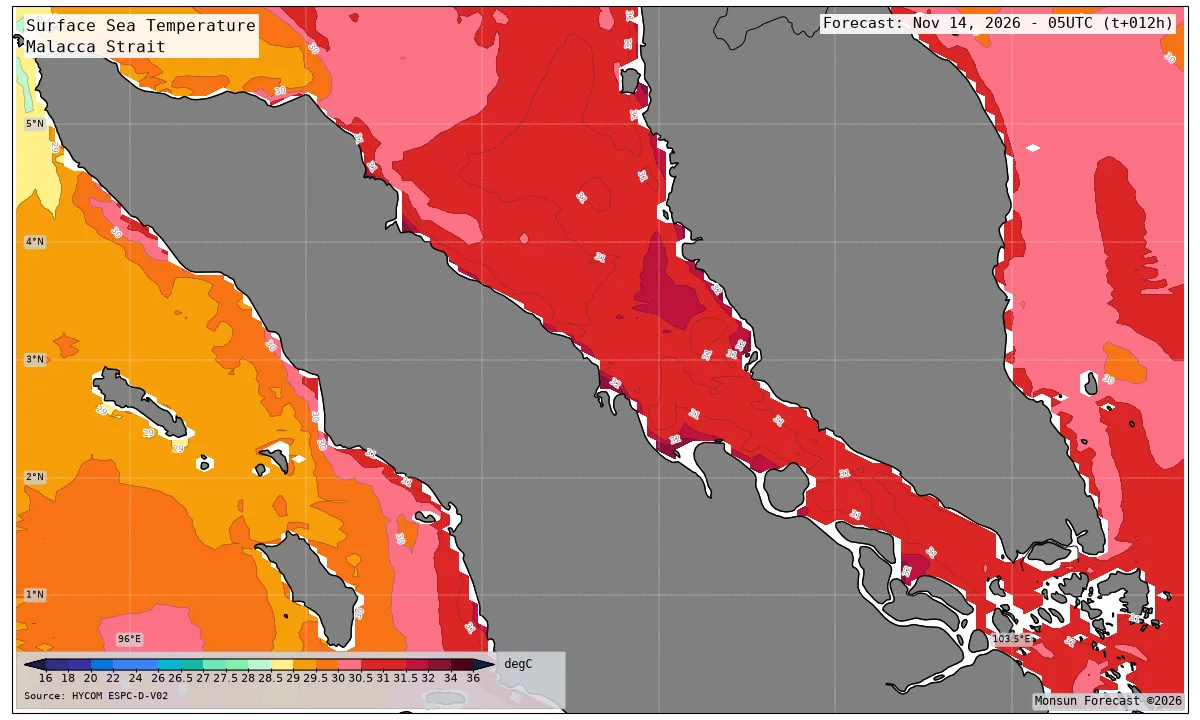 Surface Sea Temperature
Malacca Strait
Forecast: Nov 14, 2026 - 05UTC (t+012h)
5°N
4°N
3°N
2°N
1°N
96°E
103.5°E
degC
16 18 20 22 24 26 26.5 27 27.5 28 28.5 29 29.5 30 30.5 31 31.5 32 34 36
Source: HYCOM ESPC-D-V02
Monsun Forecast ©2026